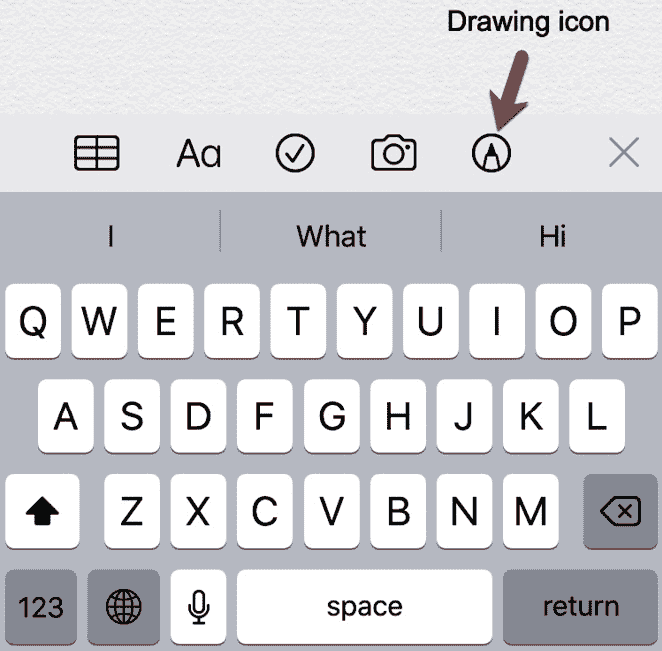 Drawing icon
Aa
I What Hi
Q W E R T Y U I O P
A S D F G H J K L
Z X C V B N M
123 space return